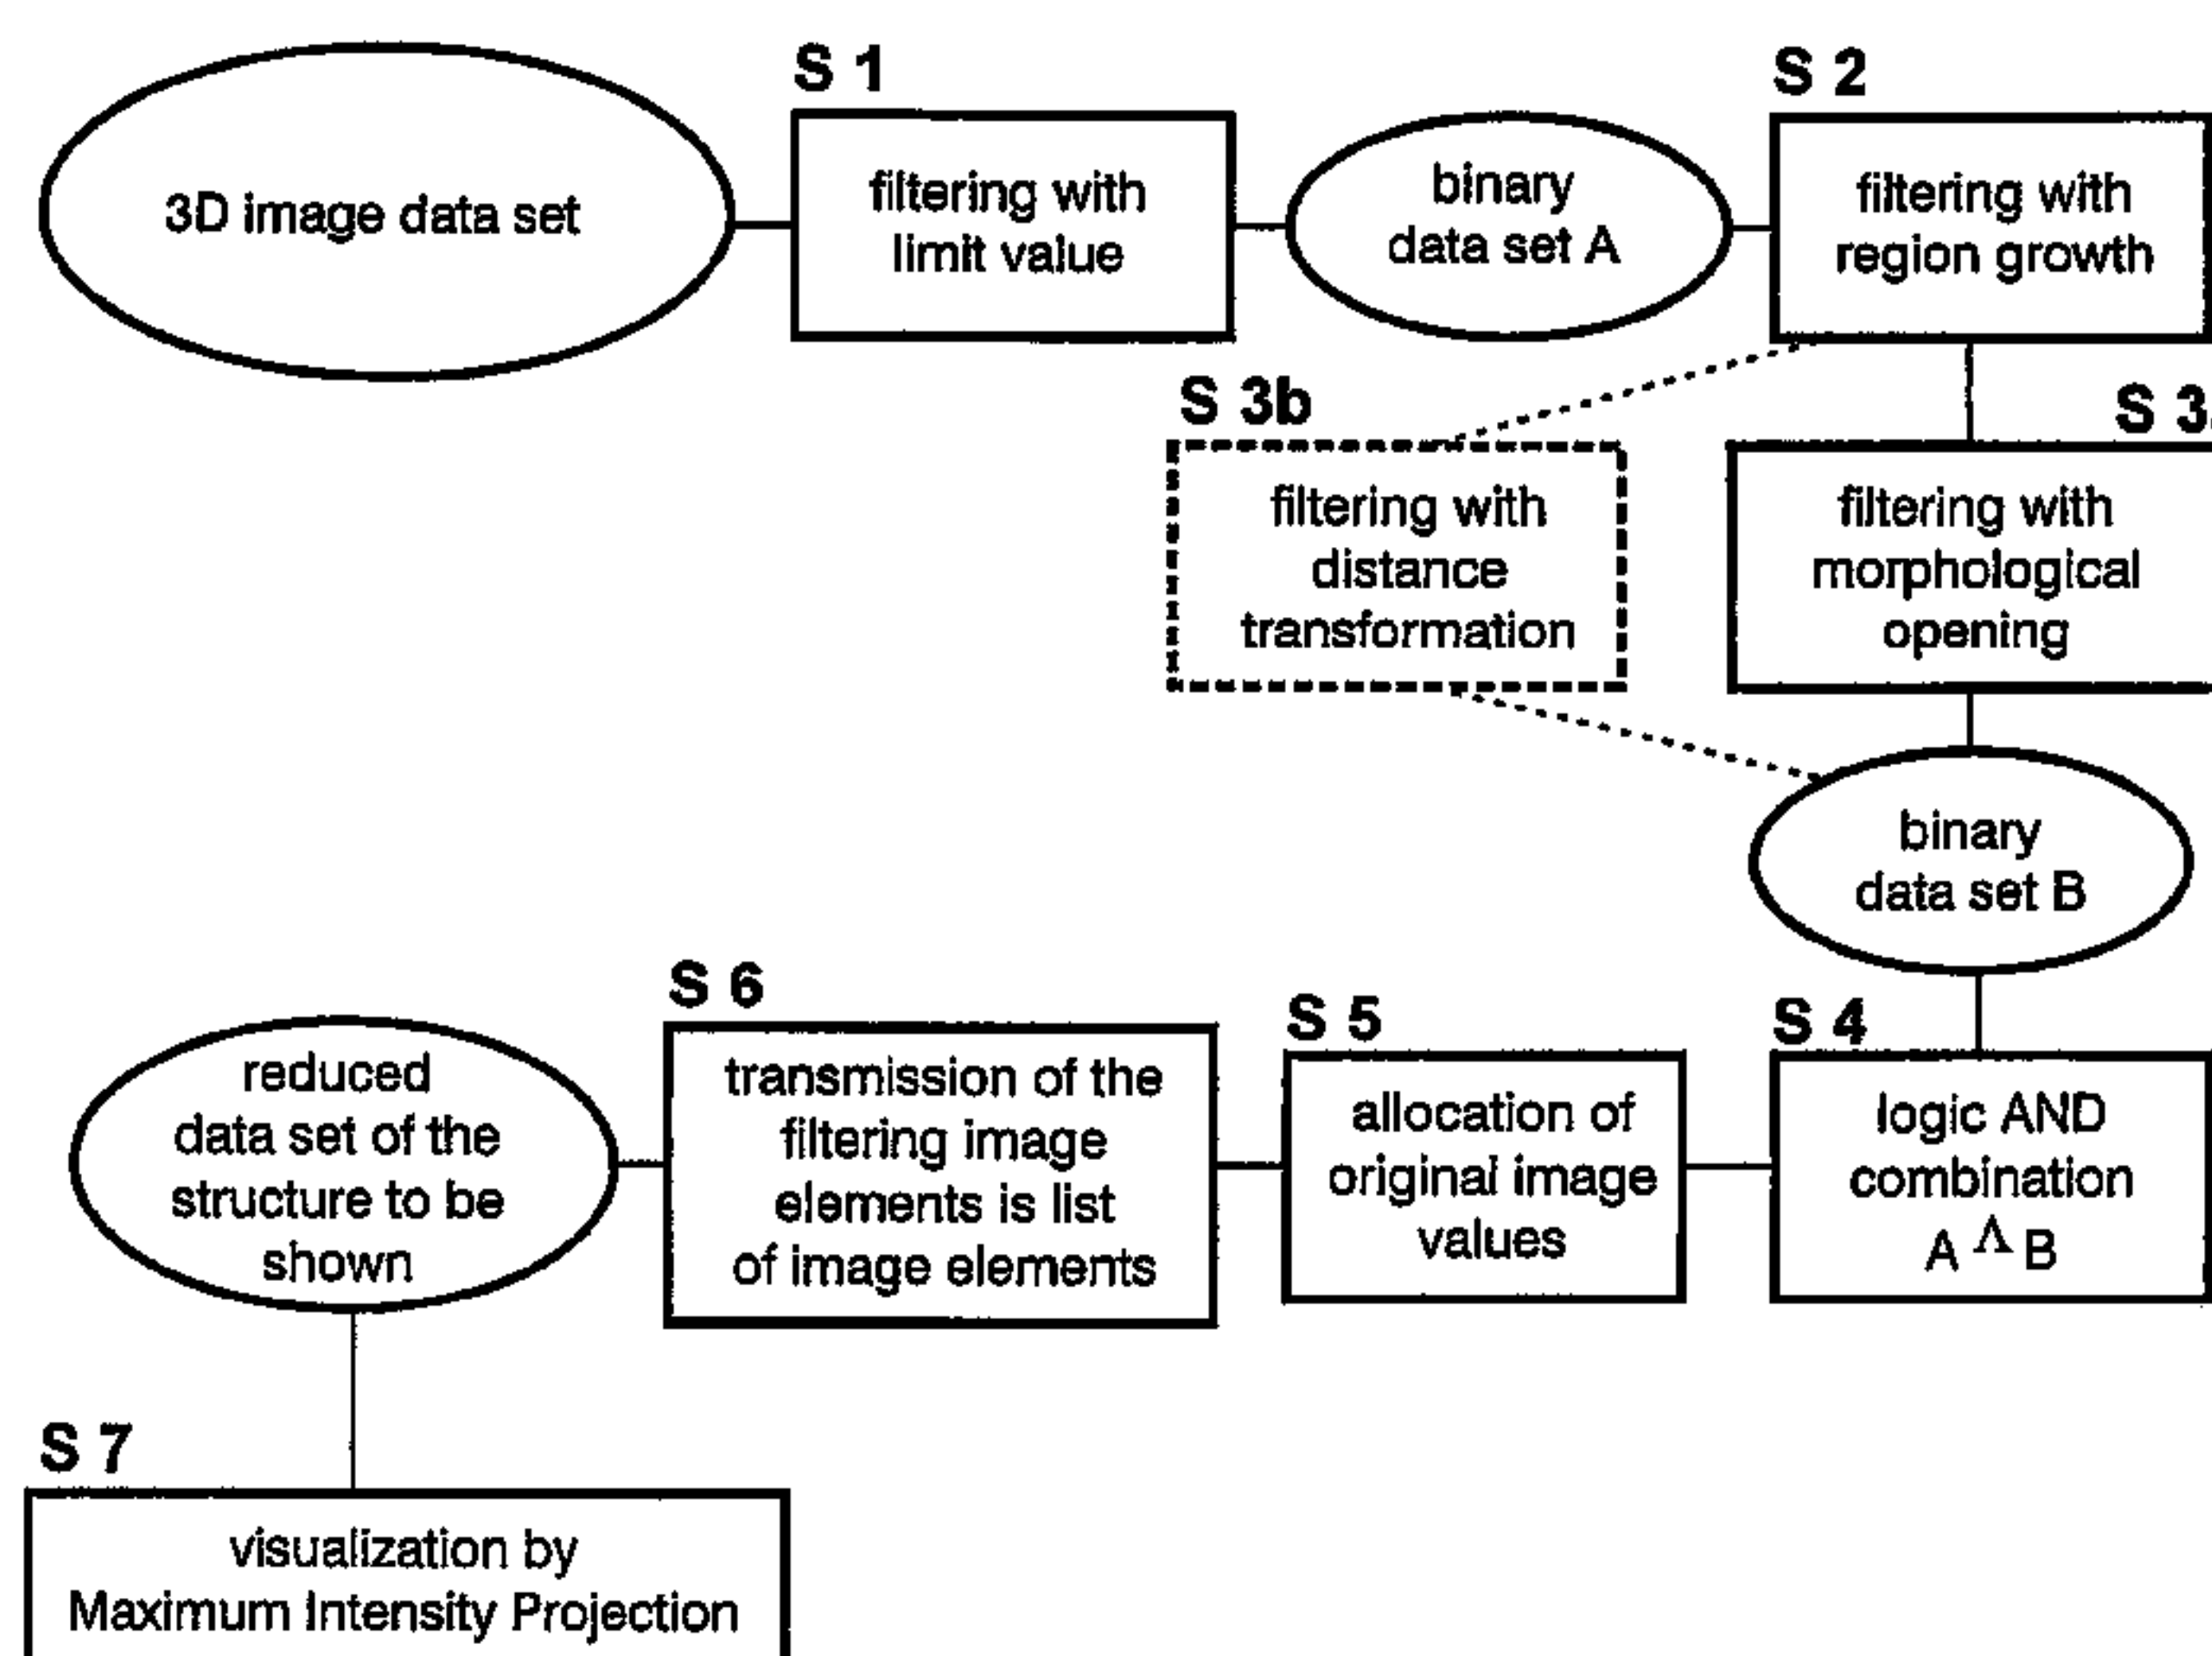 S 1
S 2
3D image data set
filtering with
limit value
binary
data set A
filtering with
region growth
S 3b
S 3
filtering with
distance
transformation
filtering with
morphological
opening
binary
data set B
S 4
logic AND
combination
A Λ B
S 5
allocation of
original image
values
S 6
transmission of the
filtering image
elements is list
of image elements
reduced
data set of the
structure to be
shown
S 7
visualization by
Maximum Intensity Projection